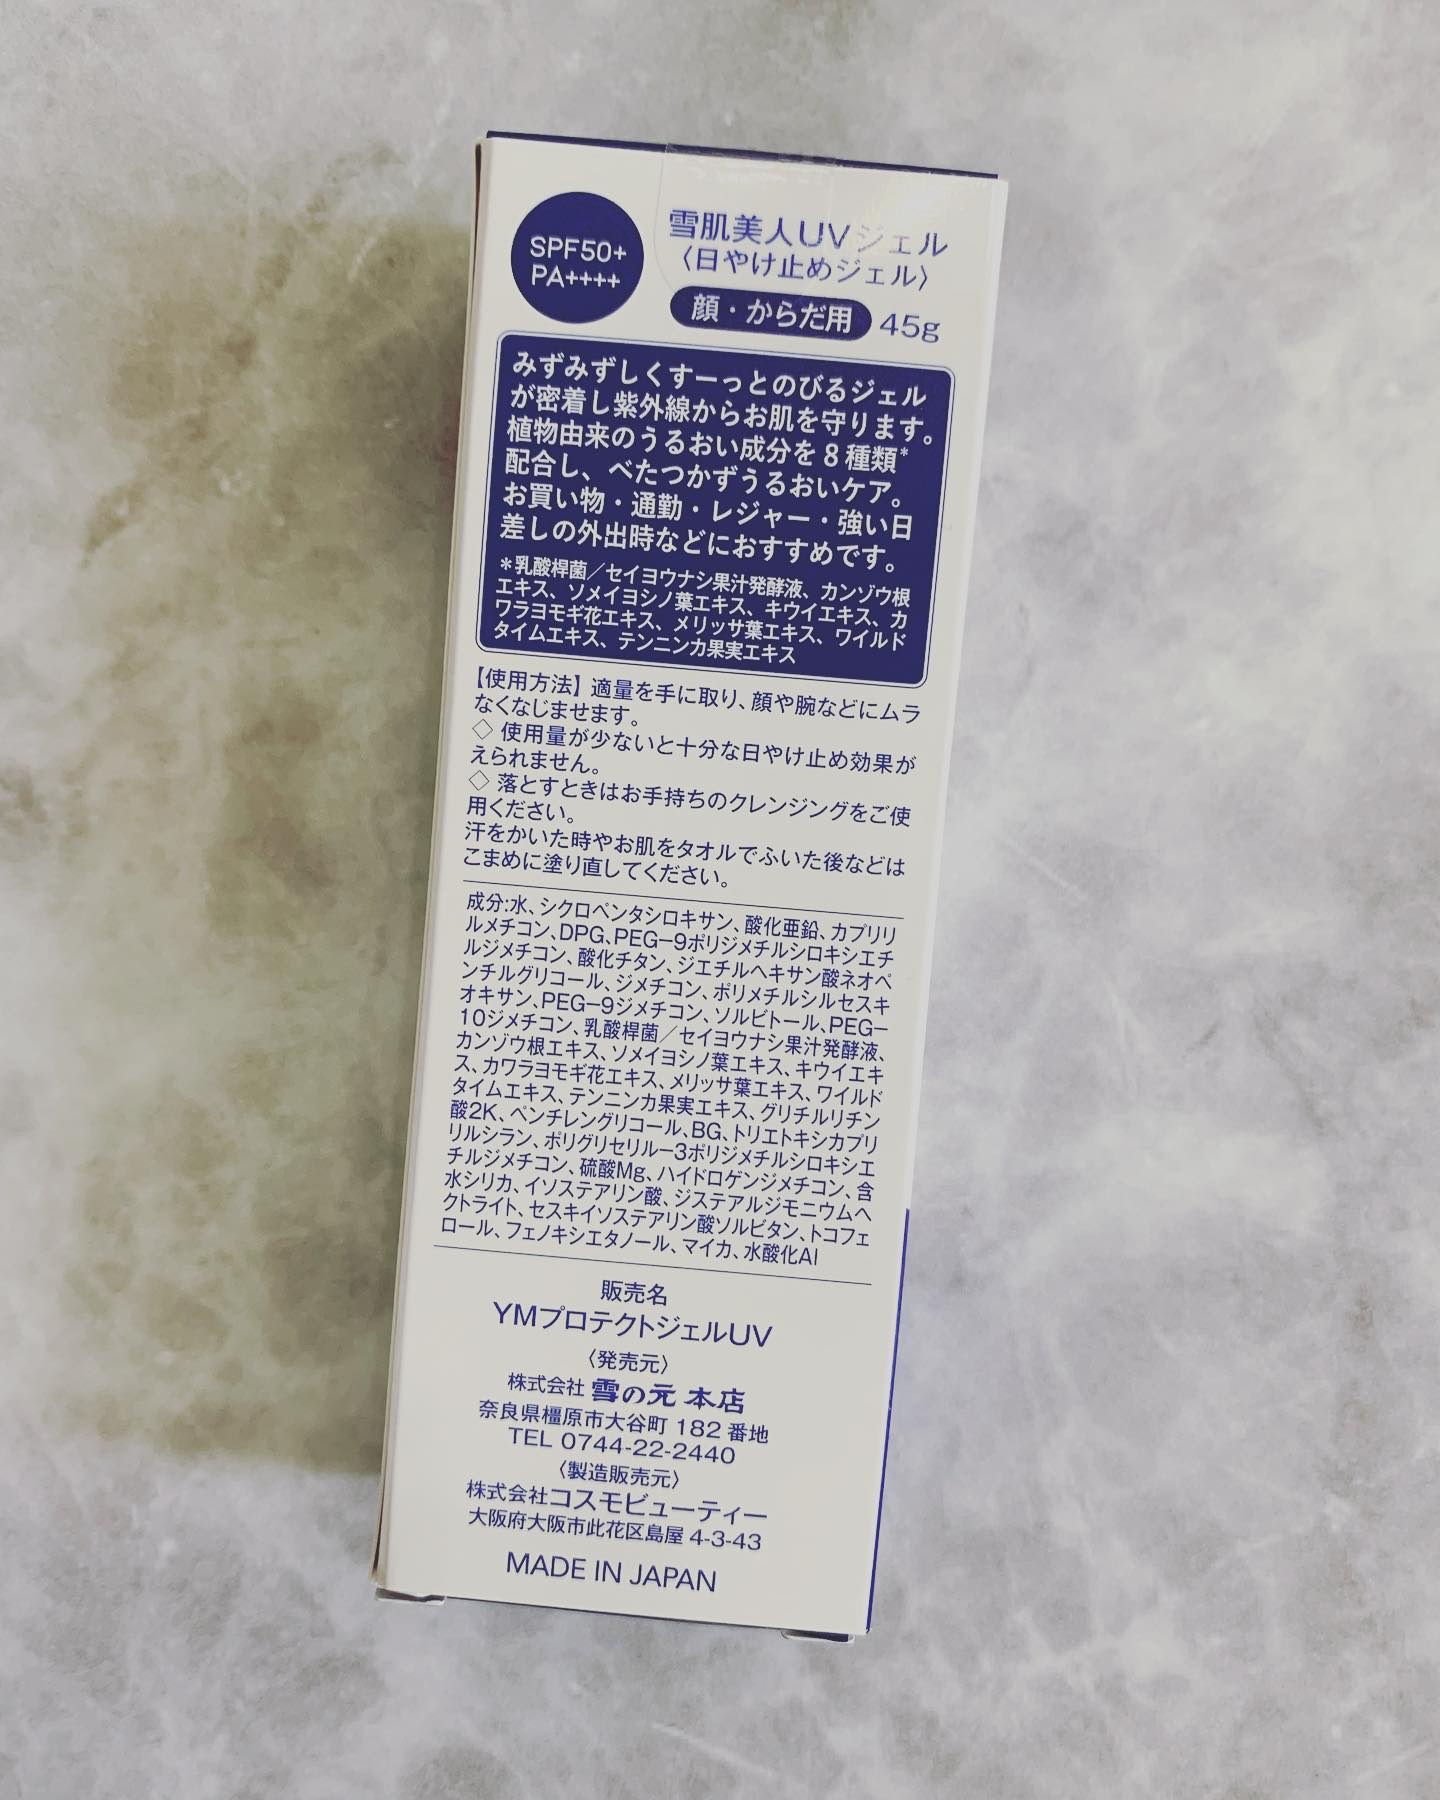 SPF50+
PA++++
雪肌美人UVジェル
〈日やけ止めジェル〉
顔・からだ用 45g
みずみずしくすーっとのびるジェル
が密着し紫外線からお肌を守ります。
植物由来のうるおい成分を8種類*
配合し、べたつかずうるおいケア。
お買い物・通勤・レジャー・強い日
差しの外出時などにおすすめです。
*乳酸桿菌/セイヨウナシ果汁発酵液、カンゾウ根
エキス、ソメイヨシノ葉エキス、キウイエキス、カ
ワラヨモギ花エキス、メリッサ葉エキス、ワイルド
タイムエキス、テンニンカ果実エキス
【使用方法】適量を手に取り、顔や腕などにムラ
なくなじませます。
◇ 使用量が少ないと十分な日やけ止め効果が
えられません。
◇ 落とすときはお手持ちのクレンジングをご使
用ください。
汗をかいた時やお肌をタオルでふいた後などは
こまめに塗り直してください。
成分:水、シクロペンタシロキサン、酸化亜鉛、カプリリ
ルメチコン、DPG、PEG-9ポリジメチルシロキシエチ
ルジメチコン、酸化チタン、ジエチルヘキサン酸ネオペ
ンチルグリコール、ジメチコン、ポリメチルシルセスキ
オキサン、PEG-9ジメチコン、ソルビトール、PEG-
10ジメチコン、乳酸桿菌/セイヨウナシ果汁発酵液、
カンゾウ根エキス、ソメイヨシノ葉エキス、キウイエキ
ス、カワラヨモギ花エキス、メリッサ葉エキス、ワイルド
タイムエキス、テンニンカ果実エキス、グリチルリチン
酸2K、ペンチレングリコール、BG、トリエトキシカプリ
リルシラン、ポリグリセリル-3ポリジメチルシロキシエ
チルジメチコン、硫酸Mg、ハイドロゲンジメチコン、含
水シリカ、イソステアリン酸、ジステアルジモニウムヘ
クトライト、セスキイソステアリン酸ソルビタン、トコフェ
ロール、フェノキシエタノール、マイカ、水酸化Al
販売名
YMプロテクトジェルUV
〈発売元〉
株式会社 雪の元 本店
奈良県橿原市大谷町 182 番地
TEL 0744-22-2440
〈製造販売元〉
株式会社コスモビューティー
大阪府大阪市此花区島屋 4-3-43
MADE IN JAPAN